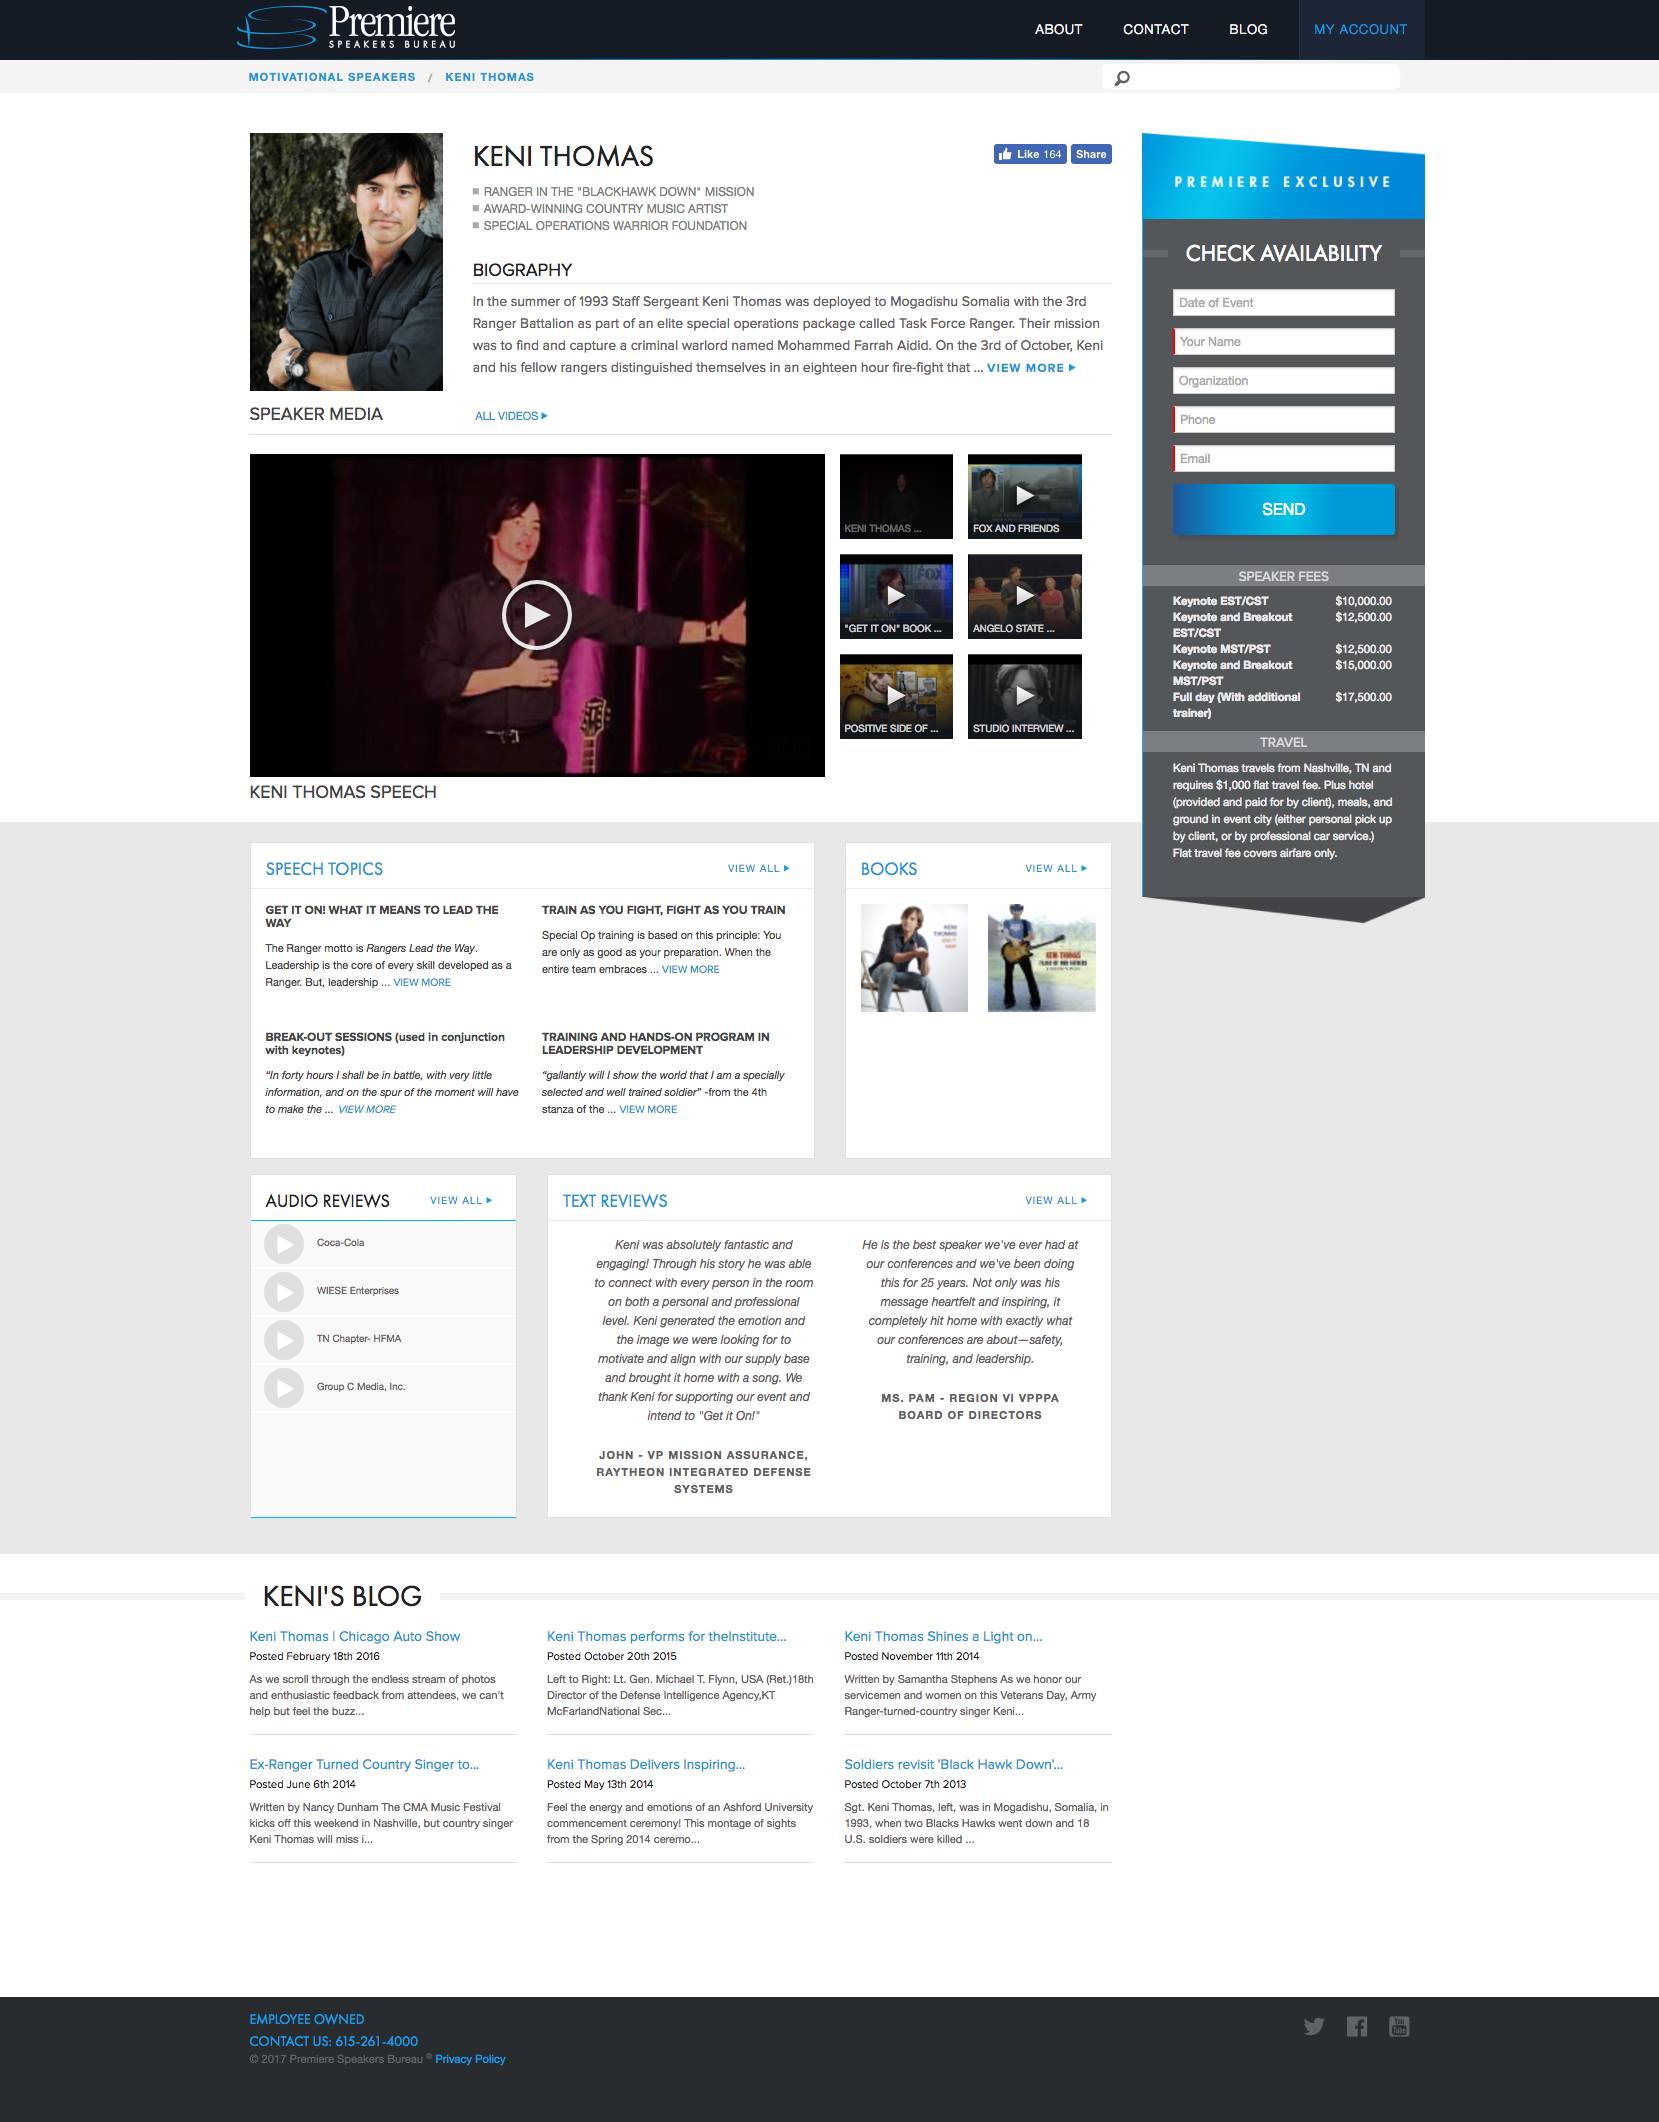 Premiere
SPEAKERS BUREAU
ABOUT
CONTACT
BLOG
MY ACCOUNT
MOTIVATIONAL SPEAKERS / KENI THOMAS
KENI THOMAS
Like 164
Share
RANGER IN THE "BLACKHAWK DOWN" MISSION
AWARD-WINNING COUNTRY MUSIC ARTIST
SPECIAL OPERATIONS WARRIOR FOUNDATION
BIOGRAPHY
In the summer of 1993 Staff Sergeant Keni Thomas was deployed to Mogadishu Somalia with the 3rd
Ranger Battalion as part of an elite special operations package called Task Force Ranger. Their mission
was to find and capture a criminal warlord named Mohammed Farrah Aidid. On the 3rd of October, Keni
and his fellow rangers distinguished themselves in an eighteen hour fire-fight that ... VIEW MORE
SPEAKER MEDIA
ALL VIDEOS
KENI THOMAS ...
FOX AND FRIENDS
"GET IT ON" BOOK ...
ANGELO STATE ...
POSITIVE SIDE OF ...
STUDIO INTERVIEW ...
KENI THOMAS SPEECH
PREMIERE EXCLUSIVE
CHECK AVAILABILITY
Date of Event
Your Name
Organization
Phone
Email
SEND
SPEAKER FEES
Keynote EST/CST $10,000.00
Keynote and Breakout $12,500.00
EST/CST
Keynote MST/PST $12,500.00
Keynote and Breakout $15,000.00
MST/PST
Full day (With additional $17,500.00
trainer)
TRAVEL
Keni Thomas travels from Nashville, TN and
requires $1,000 flat travel fee. Plus hotel
(provided and paid for by client), meals, and
ground in event city (either personal pick up
by client, or by professional car service.)
Flat travel fee covers airfare only.
SPEECH TOPICS
VIEW ALL
GET IT ON! WHAT IT MEANS TO LEAD THE
WAY
The Ranger motto is Rangers Lead the Way.
Leadership is the core of every skill developed as a
Ranger. But, leadership ... VIEW MORE
TRAIN AS YOU FIGHT, FIGHT AS YOU TRAIN
Special Op training is based on this principle: You
are only as good as your preparation. When the
entire team embraces ... VIEW MORE
BREAK-OUT SESSIONS (used in conjunction
with keynotes)
“In forty hours I shall be in battle, with very little
information, and on the spur of the moment will have
to make the ... VIEW MORE
TRAINING AND HANDS-ON PROGRAM IN
LEADERSHIP DEVELOPMENT
“gallantly will I show the world that I am a specially
selected and well trained soldier” -from the 4th
stanza of the ... VIEW MORE
BOOKS
VIEW ALL
KENI
THOMAS
KENI THOMAS
AUDIO REVIEWS
VIEW ALL
Coca-Cola
WIESE Enterprises
TN Chapter- HFMA
Group C Media, Inc.
TEXT REVIEWS
VIEW ALL
Keni was absolutely fantastic and
engaging! Through his story he was able
to connect with every person in the room
on both a personal and professional
level. Keni generated the emotion and
the image we were looking for to
motivate and align with our supply base
and brought it home with a song. We
thank Keni for supporting our event and
intend to "Get it On!"
JOHN - VP MISSION ASSURANCE,
RAYTHEON INTEGRATED DEFENSE
SYSTEMS
He is the best speaker we've ever had at
our conferences and we've been doing
this for 25 years. Not only was his
message heartfelt and inspiring, it
completely hit home with exactly what
our conferences are about—safety,
training, and leadership.
MS. PAM - REGION VI VPPPA
BOARD OF DIRECTORS
KENI'S BLOG
Keni Thomas | Chicago Auto Show
Posted February 18th 2016
As we scroll through the endless stream of photos
and enthusiastic feedback from attendees, we can't
help but feel the buzz...
Keni Thomas performs for theInstitute...
Posted October 20th 2015
Left to Right: Lt. Gen. Michael T. Flynn, USA (Ret.)18th
Director of the Defense Intelligence Agency,KT
McFarlandNational Sec...
Keni Thomas Shines a Light on...
Posted November 11th 2014
Written by Samantha Stephens As we honor our
servicemen and women on this Veterans Day, Army
Ranger-turned-country singer Keni...
Ex-Ranger Turned Country Singer to...
Posted June 6th 2014
Written by Nancy Dunham The CMA Music Festival
kicks off this weekend in Nashville, but country singer
Keni Thomas will miss i...
Keni Thomas Delivers Inspiring...
Posted May 13th 2014
Feel the energy and emotions of an Ashford University
commencement ceremony! This montage of sights
from the Spring 2014 ceremo...
Soldiers revisit 'Black Hawk Down'...
Posted October 7th 2013
Sgt. Keni Thomas, left, was in Mogadishu, Somalia, in
1993, when two Blacks Hawks went down and 18
U.S. soldiers were killed ...
EMPLOYEE OWNED
CONTACT US: 615-261-4000
© 2017 Premiere Speakers Bureau ® Privacy Policy
You
Tube